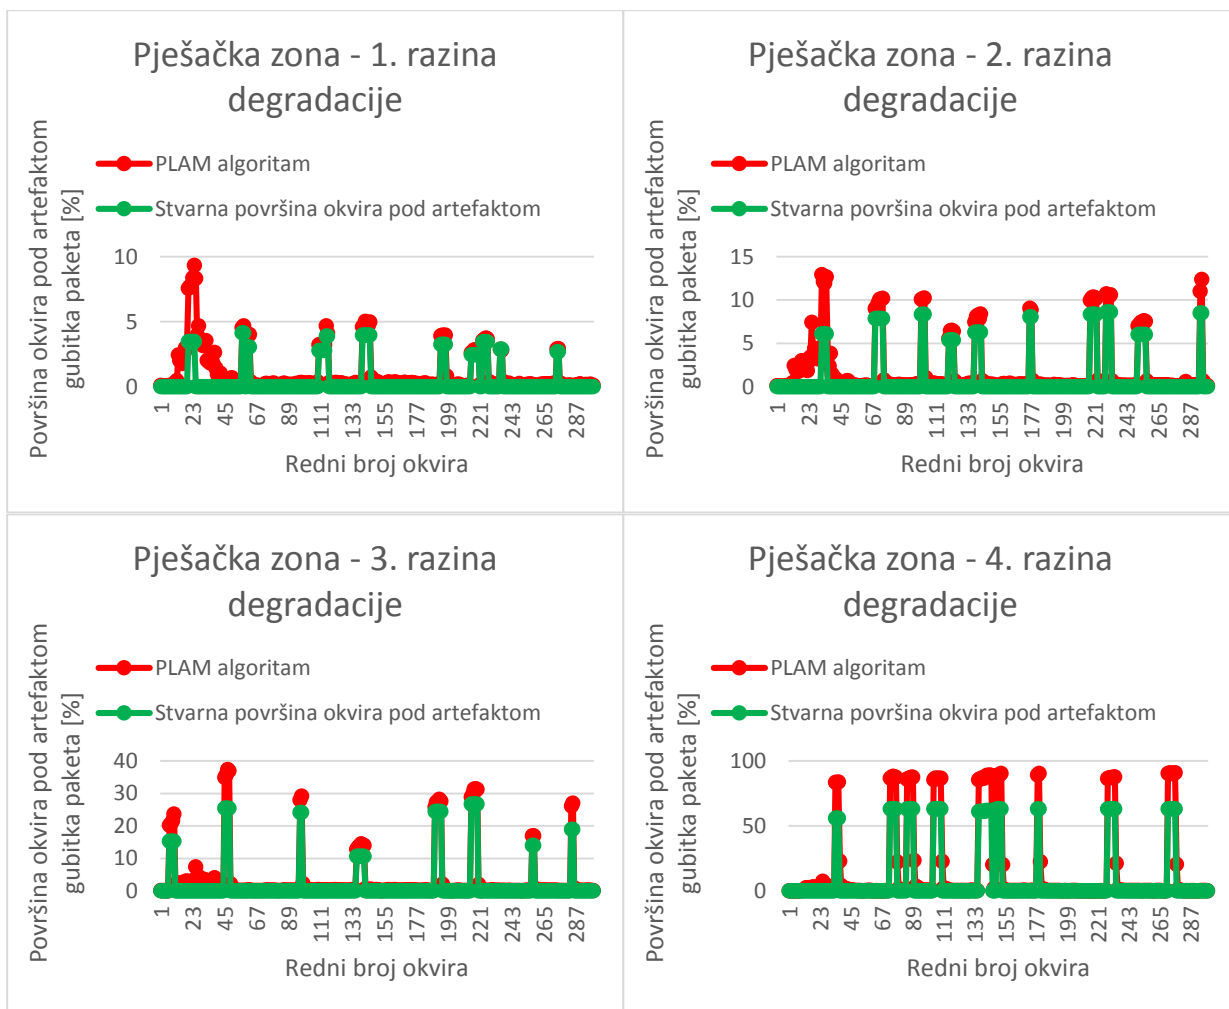 Pješačka zona - 1. razina
degradacije
PLAM algoritam
Stvarna površina okvira pod artefaktom
Površina okvira pod artefaktom
gubitka paketa [%]
10
5
0
1 23 45 67 89 111 133 155 177 199 221 243 265 287
Redni broj okvira
Pješačka zona - 2. razina
degradacije
PLAM algoritam
Stvarna površina okvira pod artefaktom
Površina okvira pod artefaktom
gubitka paketa [%]
15
10
5
0
1 23 45 67 89 111 133 155 177 199 221 243 265 287
Redni broj okvira
Pješačka zona - 3. razina
degradacije
PLAM algoritam
Stvarna površina okvira pod artefaktom
Površina okvira pod artefaktom
gubitka paketa [%]
40
30
20
10
0
1 23 45 67 89 111 133 155 177 199 221 243 265 287
Redni broj okvira
Pješačka zona - 4. razina
degradacije
PLAM algoritam
Stvarna površina okvira pod artefaktom
Površina okvira pod artefaktom
gubitka paketa [%]
100
50
0
1 23 45 67 89 111 133 155 177 199 221 243 265 287
Redni broj okvira